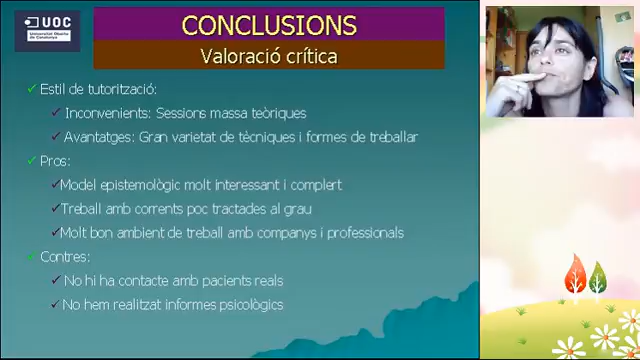 UOC
Universitat Oberta
de Catalunya
CONCLUSIONS
Valoració crítica
Estil de tutorització:
Inconvenients: Sessions massa teòriques
Avantatges: Gran varietat de tècniques i formes de treballar
Pros:
Model epistemològic molt interessant i complert
Treball amb corrents poc tractades al grau
Molt bon ambient de treball amb companys i professionals
Contres:
No hi ha contacte amb pacients reals
No hem realitzat informes psicològics